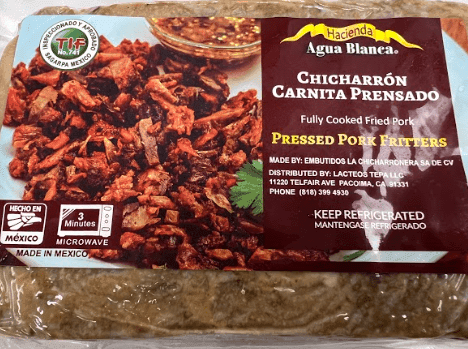 INSPECCIONADO Y APROBADO
TIF
No. 741
SAGARPA MEXICO
Hacienda
Agua Blanca®
CHICHARRÓN
CARNITA PRENSADO
Fully Cooked Fried Pork
PRESSED PORK FRITTERS
MADE BY: EMBUTIDOS LA CHICHARRONERA SA DE CV
DISTRIBUTED BY: LACTEOS TEPA LLC
11220 TELFAIR AVE PACOIMA, CA. 91331
PHONE (818) 399 4930
KEEP REFRIGERATED
MANTENGASE REFRIGERADO
HECHO EN
MÉXICO
3
Minutes
MICROWAVE
MADE IN MEXICO